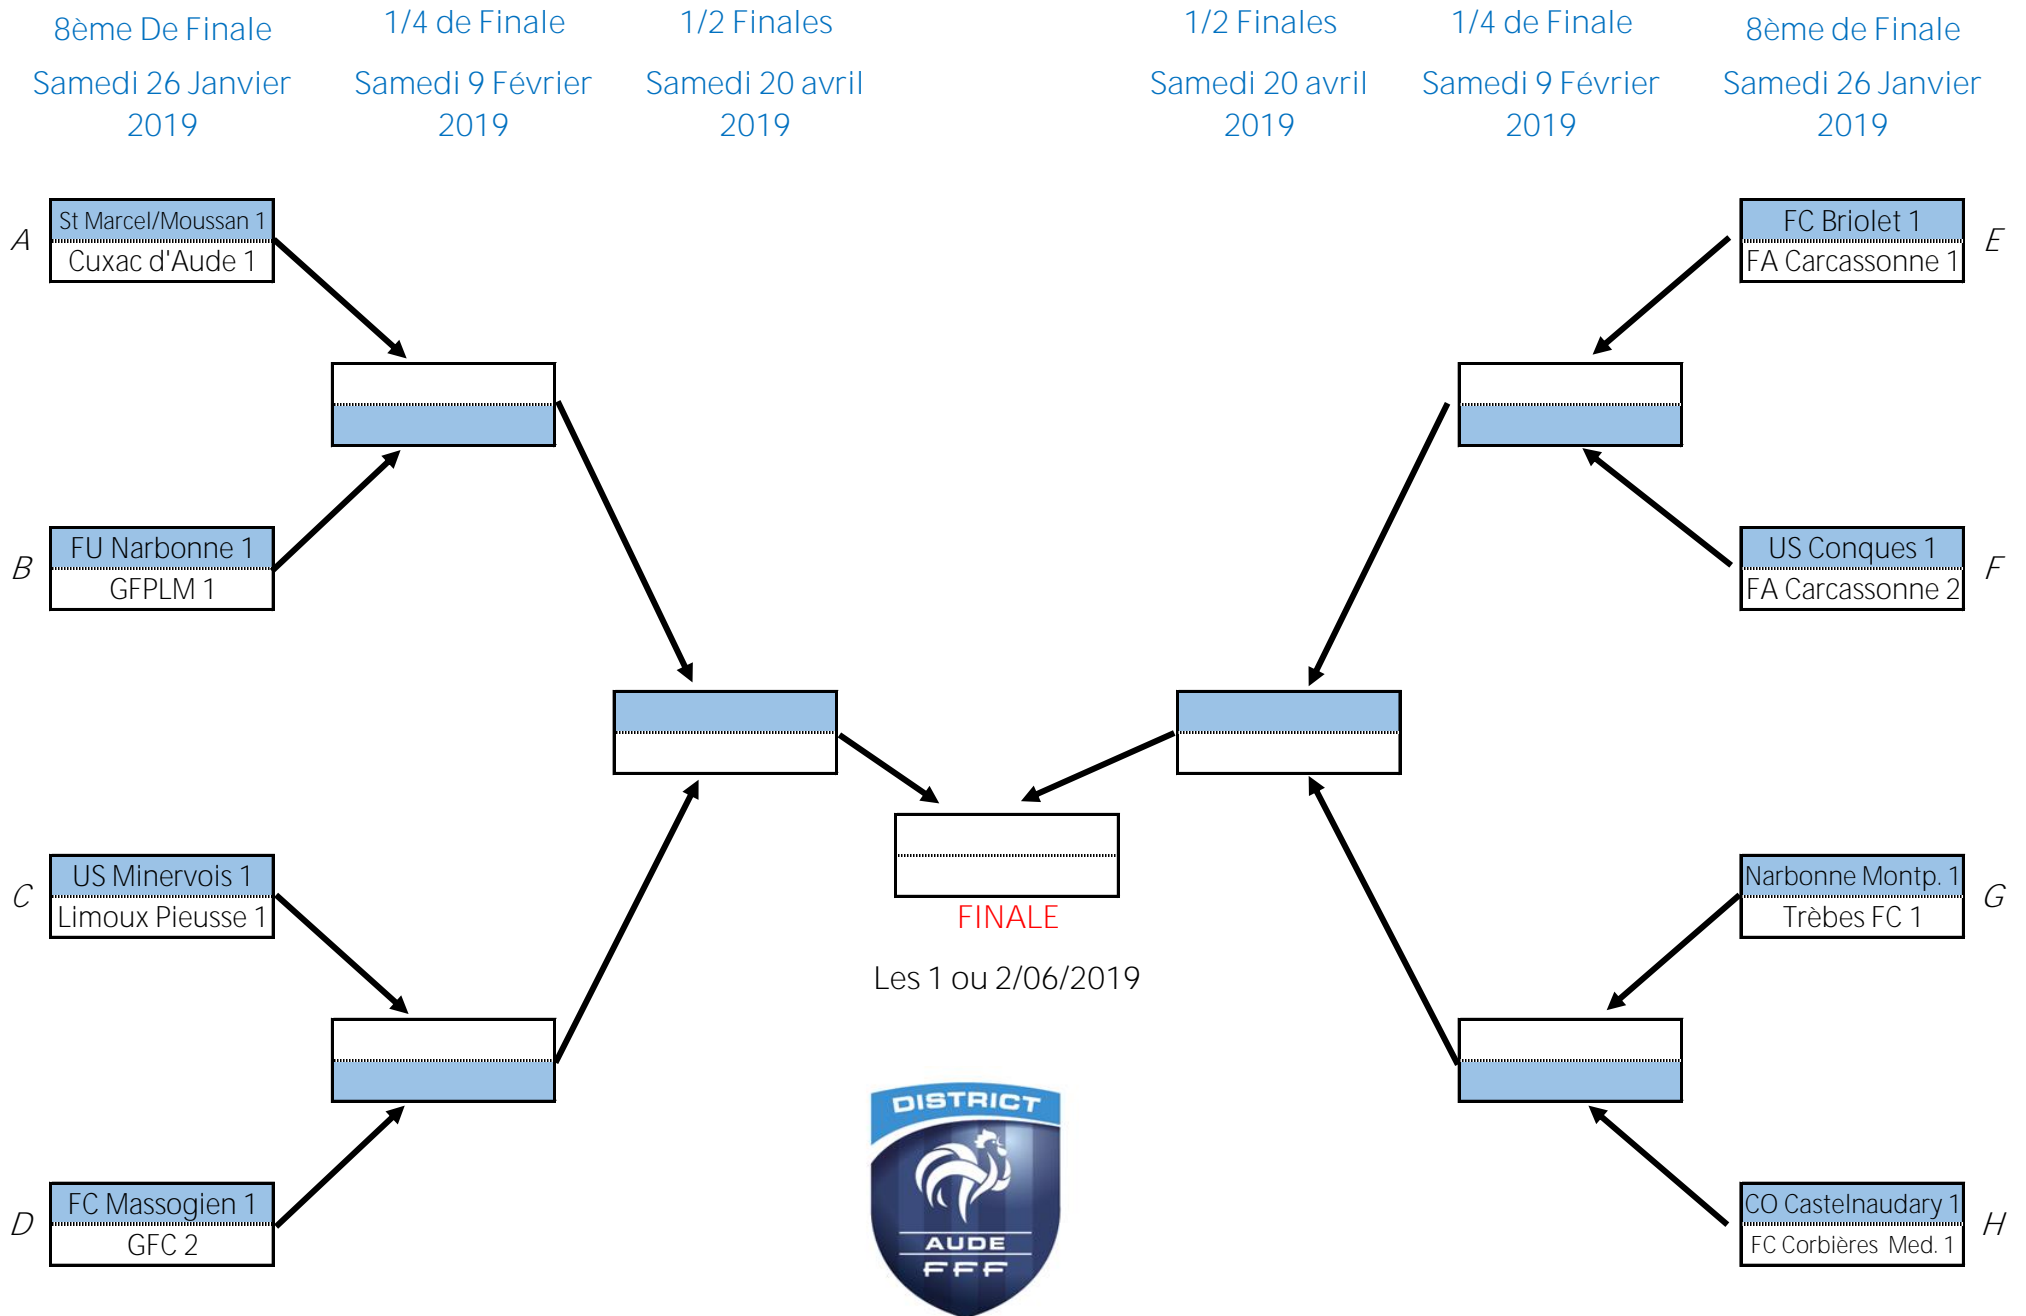 8ème De Finale
Samedi 26 Janvier
2019
1/4 de Finale
Samedi 9 Février
2019
1/2 Finales
Samedi 20 avril
2019
1/2 Finales
Samedi 20 avril
2019
1/4 de Finale
Samedi 9 Février
2019
8ème de Finale
Samedi 26 Janvier
2019
A
St Marcel/Moussan 1
Cuxac d'Aude 1
B
FU Narbonne 1
GFPLM 1
C
US Minervois 1
Limoux Pieusse 1
D
FC Massogien 1
GFC 2
FC Briolet 1
FA Carcassonne 1
E
US Conques 1
FA Carcassonne 2
F
Narbonne Montp. 1
Trèbes FC 1
G
CO Castelnaudary 1
FC Corbières Med. 1
H
FINALE
Les 1 ou 2/06/2019
DISTRICT
AUDE
FFF